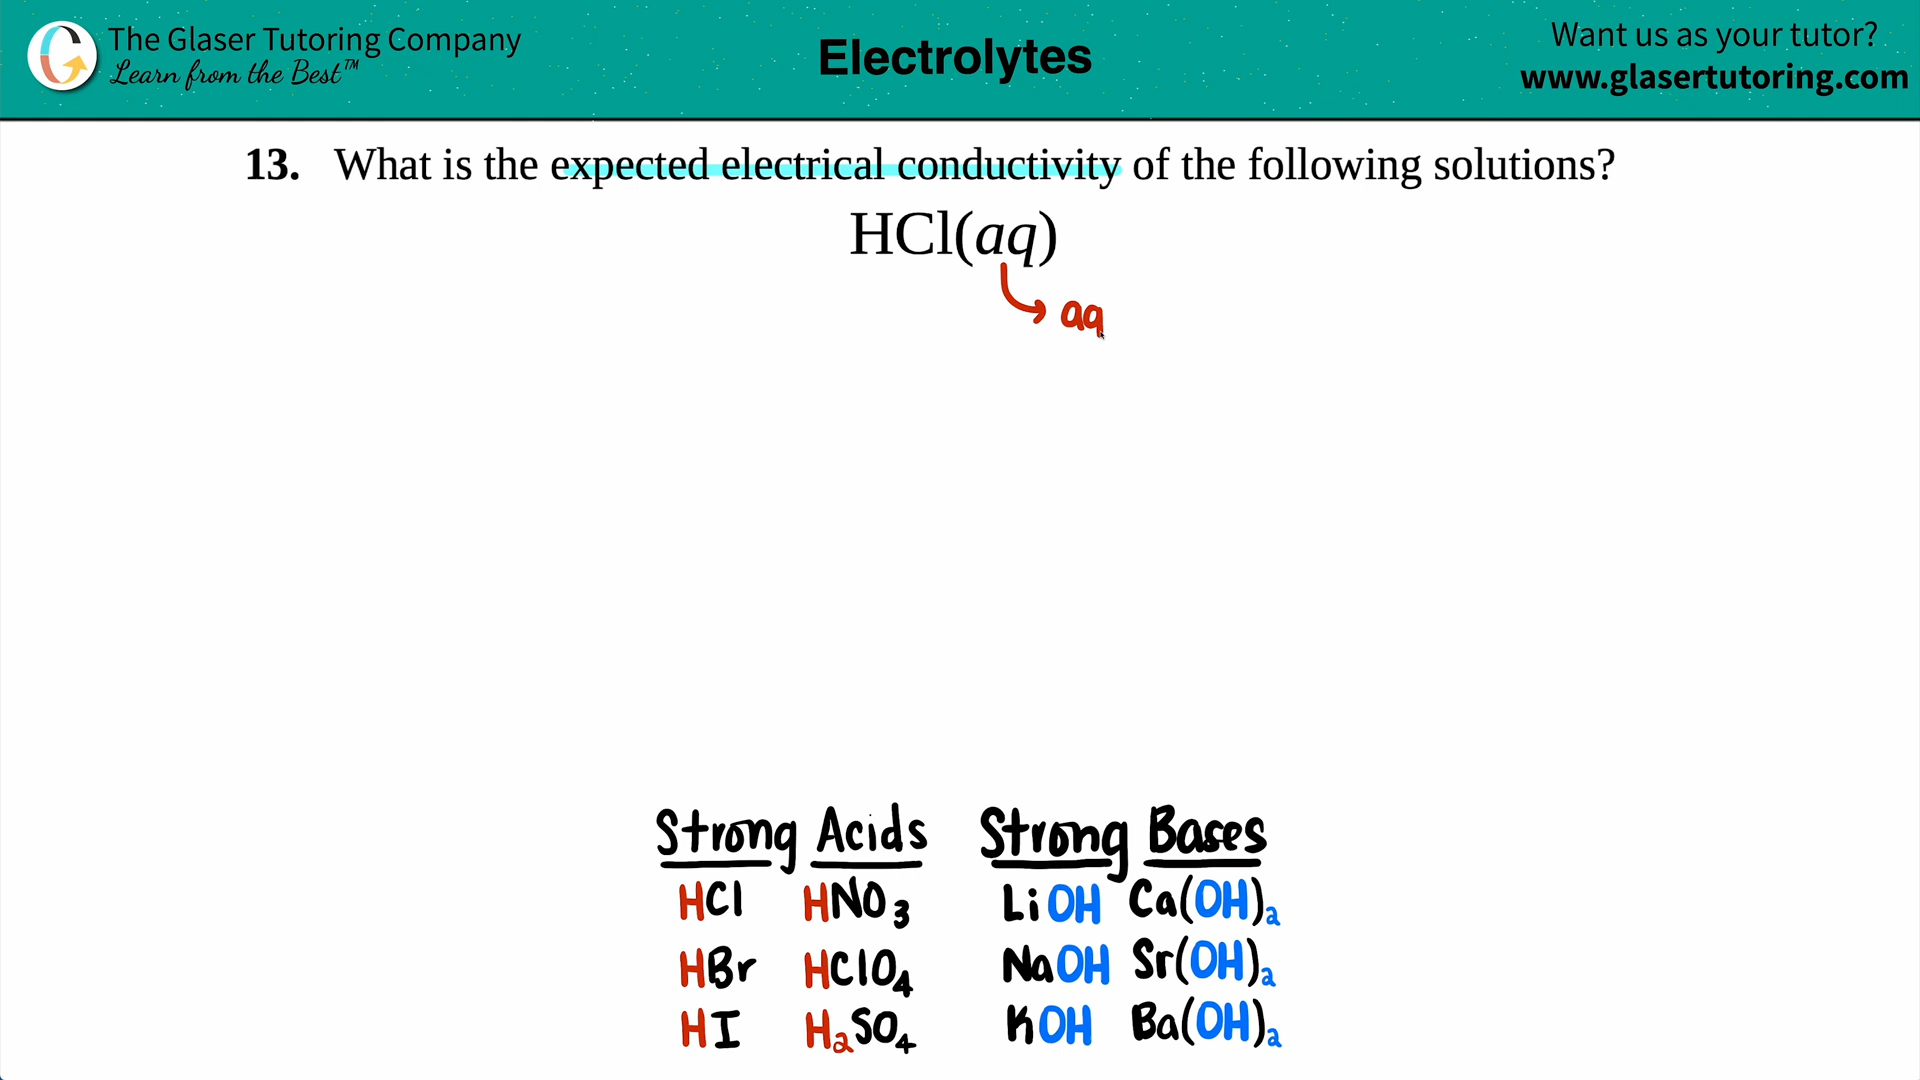 The Glaser Tutoring Company
Learn from the Best™
Electrolytes
Want us as your tutor?
www.glasertutoring.com
13. What is the expected electrical conductivity of the following solutions?
HCl(aq)
aq
Strong Acids Strong Bases
HCl HNO₃ LiOH Ca(OH)₂
HBr HClO₄ NaOH Sr(OH)₂
HI H₂SO₄ KOH Ba(OH)₂